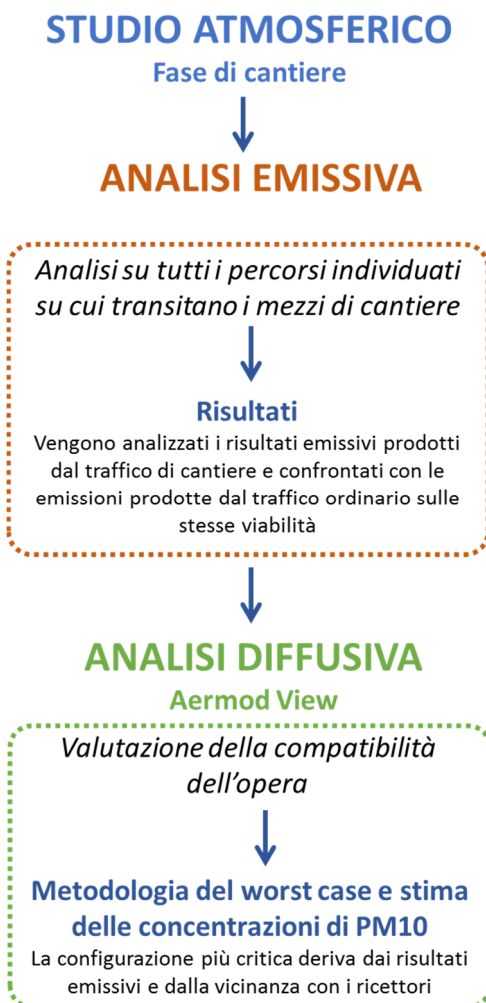 STUDIO ATMOSFERICO
Fase di cantiere
ANALISI EMISSIVA
Analisi su tutti i percorsi individuati
su cui transitano i mezzi di cantiere
Risultati
Vengono analizzati i risultati emissivi prodotti
dal traffico di cantiere e confrontati con le
emissioni prodotte dal traffico ordinario sulle
stesse viabilità
ANALISI DIFFUSIVA
Aermod View
Valutazione della compatibilità
dell'opera
Metodologia del worst case e stima
delle concentrazioni di PM10
La configurazione più critica deriva dai risultati
emissivi e dalla vicinanza con i ricettori